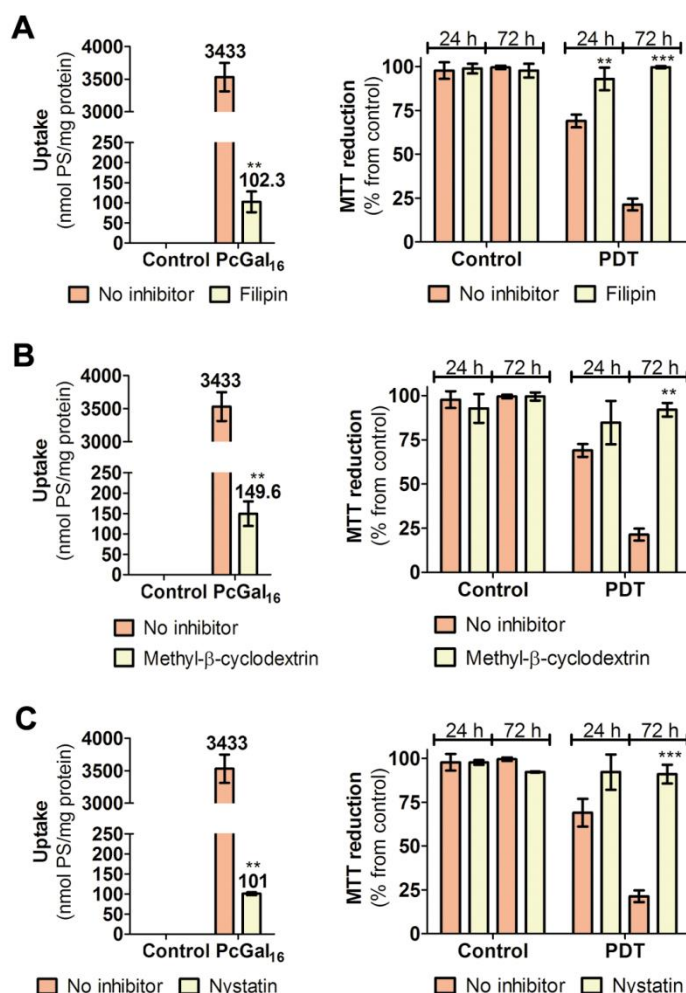 A
Uptake
(nmol PS/mg protein)
4000
3500
3000
250
200
150
100
50
0
3433
**
102.3
Control PcGal16
No inhibitor Filipin
24 h 72 h 24 h 72 h
MTT reduction
(% from control)
100
75
50
25
0
** ***
Control PDT
No inhibitor Filipin
B
Uptake
(nmol PS/mg protein)
4000
3500
3000
250
200
150
100
50
0
3433
**
149.6
Control PcGal16
No inhibitor
Methyl-β-cyclodextrin
24 h 72 h 24 h 72 h
MTT reduction
(% from control)
100
75
50
25
0
**
Control PDT
No inhibitor
Methyl-β-cyclodextrin
C
Uptake
(nmol PS/mg protein)
4000
3500
3000
250
200
150
100
50
0
3433
**
101
Control PcGal16
No inhibitor Nystatin
24 h 72 h 24 h 72 h
MTT reduction
(% from control)
100
75
50
25
0
***
Control PDT
No inhibitor Nystatin